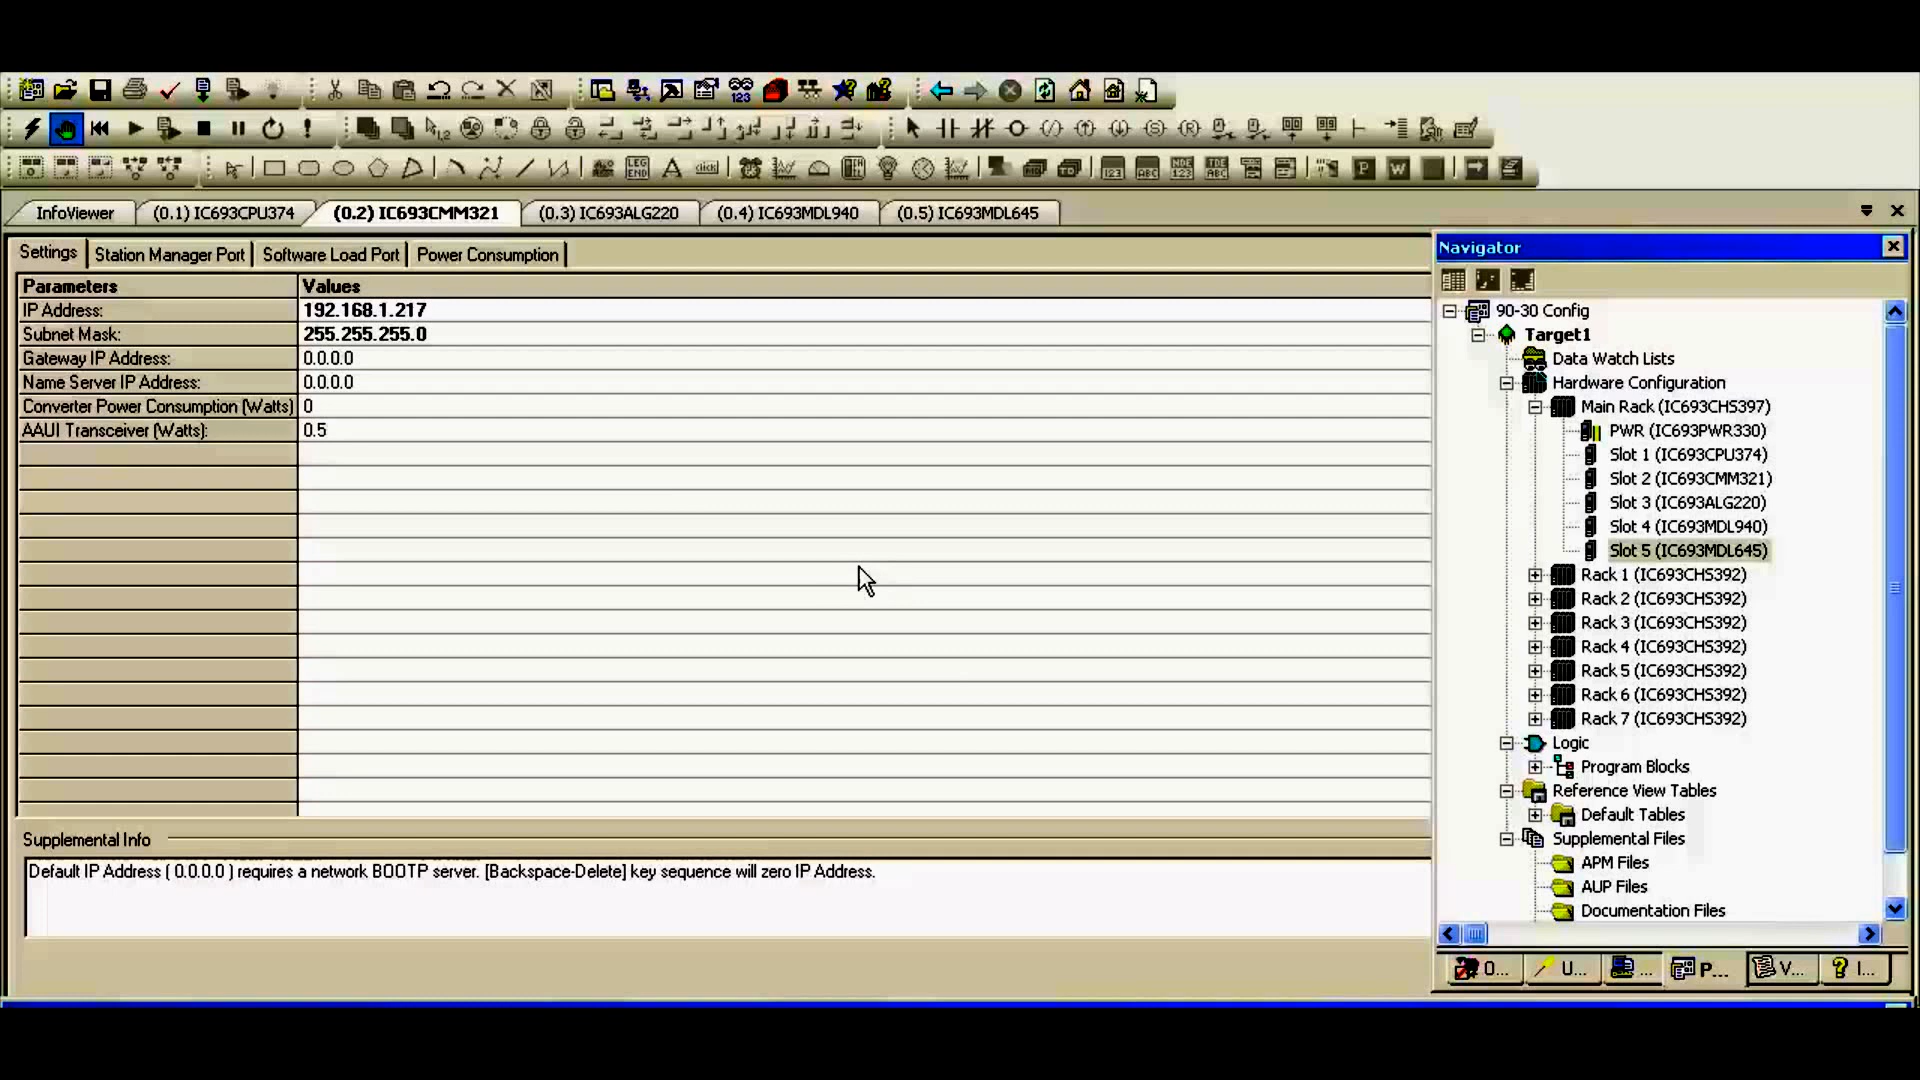 InfoViewer (0.1) IC693CPU374 (0.2) IC693CMM321 (0.3) IC693ALG220 (0.4) IC693MDL940 (0.5) IC693MDL645
Settings Station Manager Port Software Load Port Power Consumption
Parameters Values
IP Address: 192.168.1.217
Subnet Mask: 255.255.255.0
Gateway IP Address: 0.0.0.0
Name Server IP Address: 0.0.0.0
Converter Power Consumption (Watts) 0
AAUI Transceiver (Watts): 0.5
Supplemental Info
Default IP Address ( 0.0.0.0 ) requires a network BOOTP server. [Backspace-Delete] key sequence will zero IP Address.
Navigator
90-30 Config
Target1
Data Watch Lists
Hardware Configuration
Main Rack (IC693CHS397)
PWR (IC693PWR330)
Slot 1 (IC693CPU374)
Slot 2 (IC693CMM321)
Slot 3 (IC693ALG220)
Slot 4 (IC693MDL940)
Slot 5 (IC693MDL645)
Rack 1 (IC693CHS392)
Rack 2 (IC693CHS392)
Rack 3 (IC693CHS392)
Rack 4 (IC693CHS392)
Rack 5 (IC693CHS392)
Rack 6 (IC693CHS392)
Rack 7 (IC693CHS392)
Logic
Program Blocks
Reference View Tables
Default Tables
Supplemental Files
APM Files
AUP Files
Documentation Files
O... U... ... P... V... I...